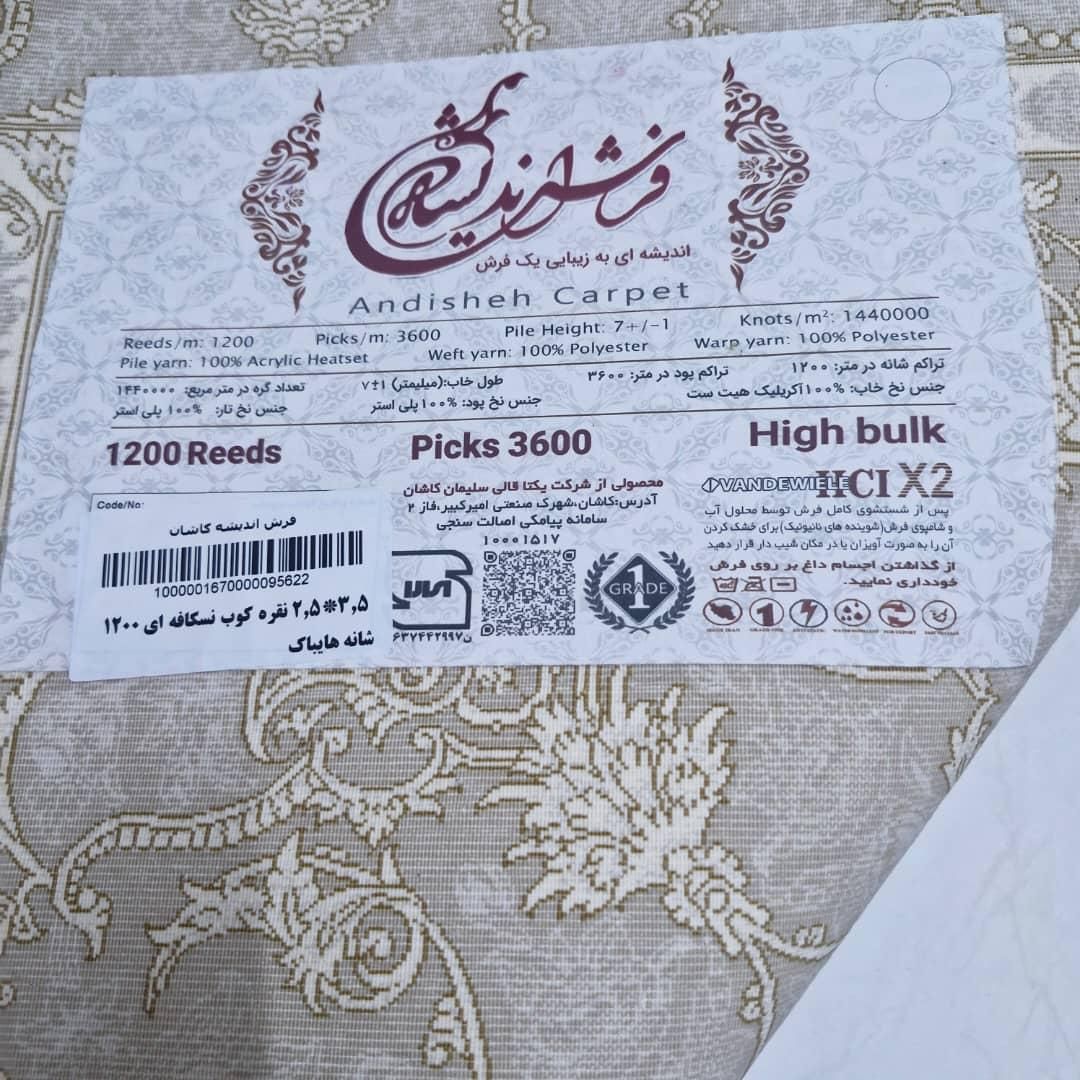 فرش اندیشه
اندیشه ای به زیبایی یک فرش
Andisheh Carpet
Reeds/m: 1200 Picks/m: 3600 Pile Height: 7+/-1 Knots/m²: 1440000
Pile yarn: 100% Acrylic Heatset Weft yarn: 100% Polyester Warp yarn: 100% Polyester
تراکم شانه در متر: ۱۲۰۰ تراکم پود در متر: ۳۶۰۰ طول خاب:(میلیمتر) ۷±۱ تعداد گره در متر مربع: ۱۴۴۰۰۰۰
جنس نخ خاب: ۱۰۰% آکریلیک هیت ست جنس نخ پود: ۱۰۰% پلی استر جنس نخ تار: ۱۰۰% پلی استر
1200 Reeds Picks 3600 High bulk
VANDEWIELE HCI X2
پس از شستشوی کامل فرش توسط محلول آب
و شامپوی فرش(شوینده های نانیونیک) برای خشک کردن
آن را به صورت آویزان یا در مکان شیب دار قرار دهید
از گذاشتن اجسام داغ بر روی فرش
خودداری نمایید.
محصولی از شرکت یکتا قالی سلیمان کاشان
آدرس:کاشان،شهرک صنعتی امیرکبیر،فاز ۲
سامانه پیامکی اصالت سنجی
۱۰۰۰۱۵۱۷
1
GRADE
۶۳۷۴۴۲۹۹۷ن
Code/No:
فرش اندیشه کاشان
1000001670000095622
۲,۵*۳,۵ نقره کوب نسکافه ای ۱۲۰۰
شانه هایباک